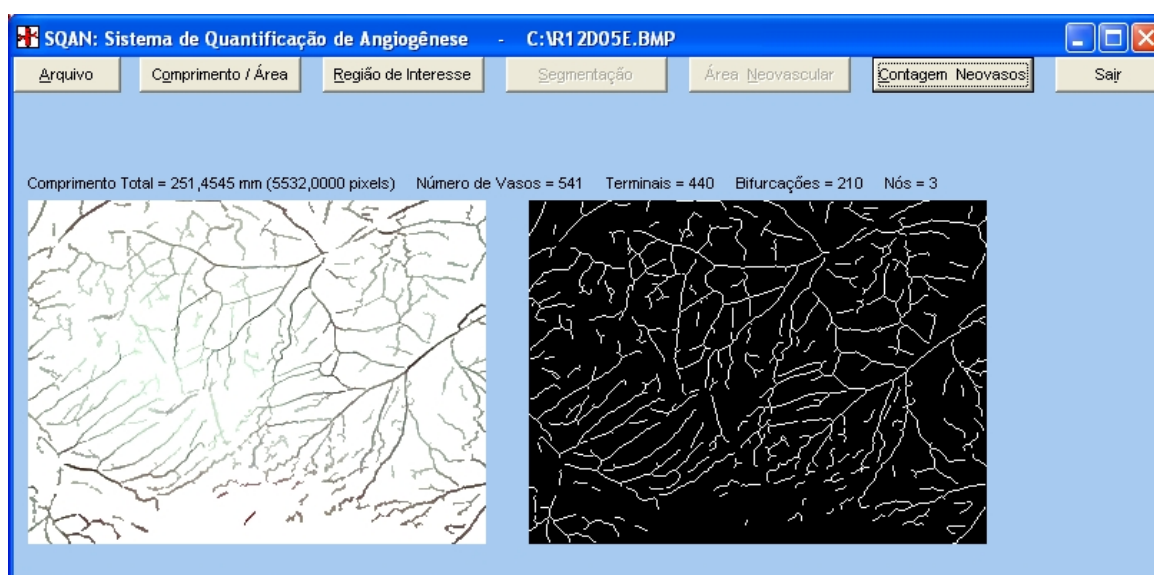 SQAN: Sistema de Quantificação de Angiogênese - C:\R12D05E.BMP
Arquivo Comprimento / Área Região de Interesse Segmentação Área Neovascular Contagem Neovasos Sair
Comprimento Total = 251,4545 mm (5532,0000 pixels) Número de Vasos = 541 Terminais = 440 Bifurcações = 210 Nós = 3